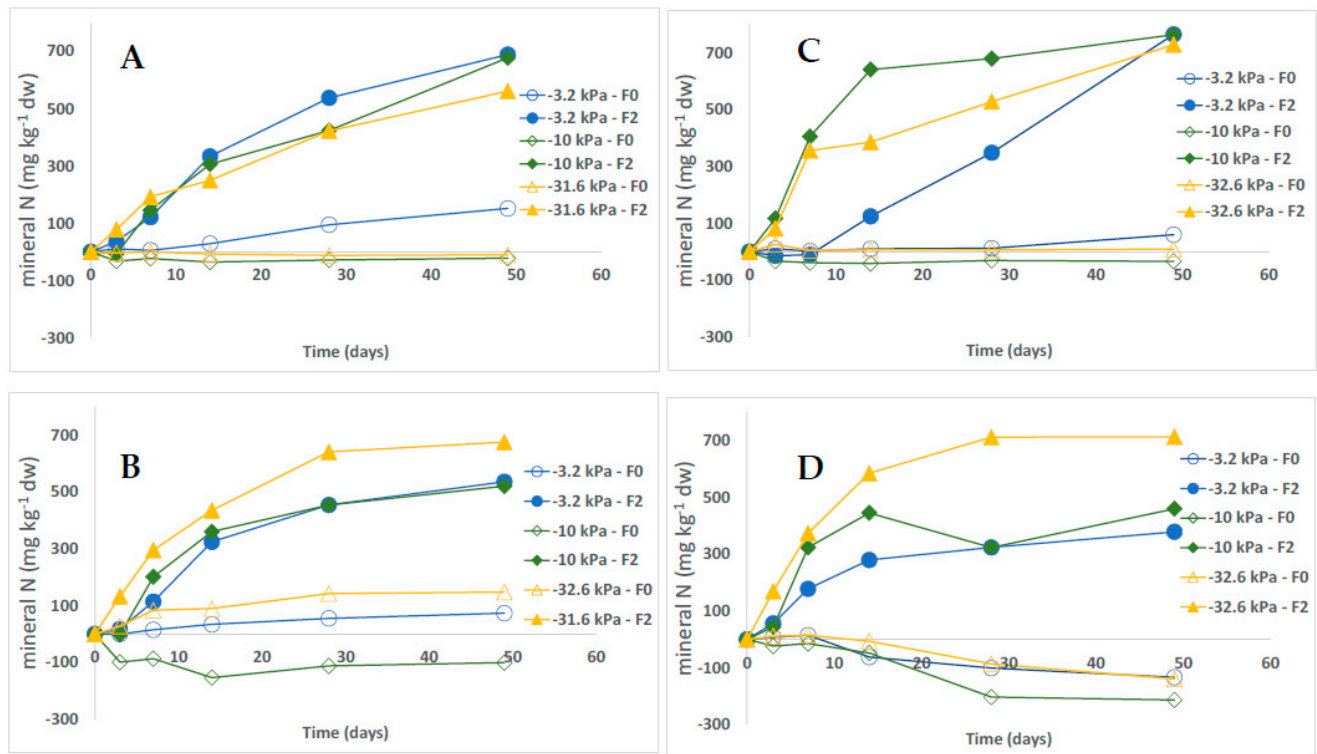 A
mineral N (mg kg⁻¹ dw)
700
500
300
100
-100
-300
0
10
20
30
40
50
60
Time (days)
-3.2 kPa - F0
-3.2 kPa - F2
-10 kPa - F0
-10 kPa - F2
-31.6 kPa - F0
-31.6 kPa - F2
C
mineral N (mg kg⁻¹ dw)
700
500
300
100
-100
-300
0
10
20
30
40
50
60
Time (days)
-3.2 kPa - F0
-3.2 kPa - F2
-10 kPa - F0
-10 kPa - F2
-32.6 kPa - F0
-32.6 kPa - F2
B
mineral N (mg kg⁻¹ dw)
700
500
300
100
-100
-300
0
10
20
30
40
50
60
Time (days)
-3.2 kPa - F0
-3.2 kPa - F2
-10 kPa - F0
-10 kPa - F2
-32.6 kPa - F0
-31.6 kPa - F2
D
mineral N (mg kg⁻¹ dw)
700
500
300
100
-100
-300
0
10
20
30
40
50
60
Time (days)
-3.2 kPa - F0
-3.2 kPa - F2
-10 kPa - F0
-10 kPa - F2
-32.6 kPa - F0
-32.6 kPa - F2